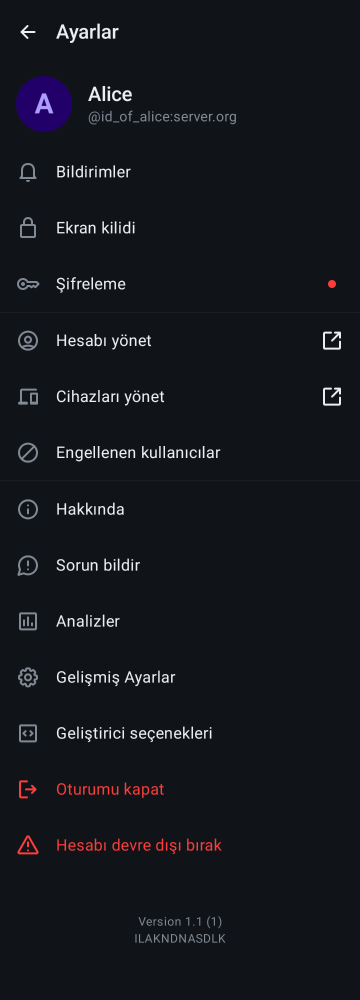 Ayarlar
A
Alice
@id_of_alice:server.org
Bildirimler
Ekran kilidi
Şifreleme
Hesabı yönet
Cihazları yönet
Engellenen kullanıcılar
Hakkında
Sorun bildir
Analizler
Gelişmiş Ayarlar
Geliştirici seçenekleri
Oturumu kapat
Hesabı devre dışı bırak
Version 1.1 (1)
ILAKNDNASDLK